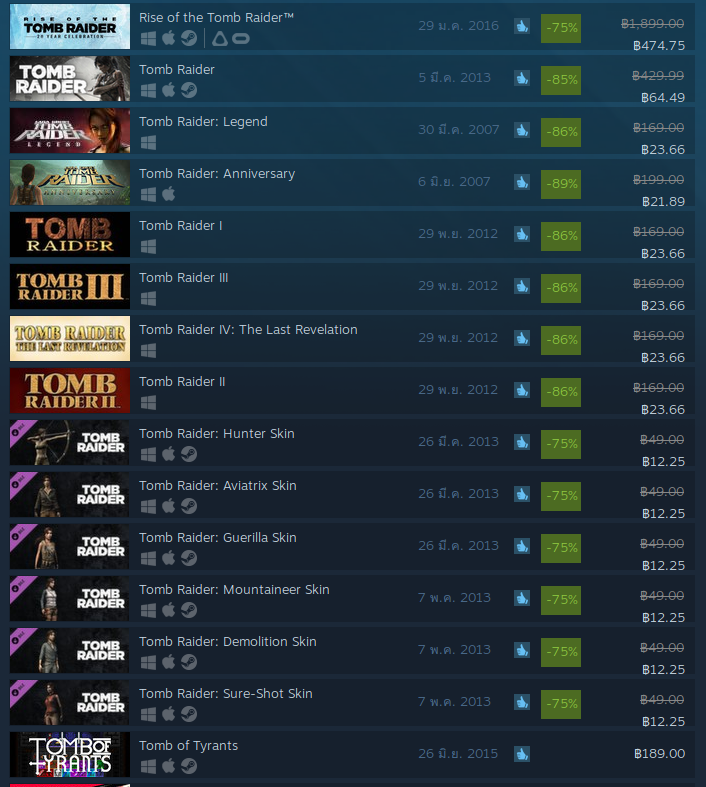 RISE OF THE
TOMB RAIDER
20 YEAR CELEBRATION
Rise of the Tomb Raider™
29 ม.ค. 2016
-75%
฿1,899.00
฿474.75
TOMB
RAIDER
Tomb Raider
5 มี.ค. 2013
-85%
฿429.99
฿64.49
LARA CROFT
TOMB
RAIDER
LEGEND
Tomb Raider: Legend
30 มี.ค. 2007
-86%
฿169.00
฿23.66
TOMB
RAIDER
ANNIVERSARY
Tomb Raider: Anniversary
6 มิ.ย. 2007
-89%
฿199.00
฿21.89
TOMB
RAIDER
Tomb Raider I
29 พ.ย. 2012
-86%
฿169.00
฿23.66
TOMB
RAIDER III
Tomb Raider III
29 พ.ย. 2012
-86%
฿169.00
฿23.66
TOMB RAIDER
THE LAST REVELATION
Tomb Raider IV: The Last Revelation
29 พ.ย. 2012
-86%
฿169.00
฿23.66
TOMB
RAIDER II
Tomb Raider II
29 พ.ย. 2012
-86%
฿169.00
฿23.66
TOMB
RAIDER
Tomb Raider: Hunter Skin
26 มี.ค. 2013
-75%
฿49.00
฿12.25
TOMB
RAIDER
Tomb Raider: Aviatrix Skin
26 มี.ค. 2013
-75%
฿49.00
฿12.25
TOMB
RAIDER
Tomb Raider: Guerilla Skin
26 มี.ค. 2013
-75%
฿49.00
฿12.25
TOMB
RAIDER
Tomb Raider: Mountaineer Skin
7 พ.ค. 2013
-75%
฿49.00
฿12.25
TOMB
RAIDER
Tomb Raider: Demolition Skin
7 พ.ค. 2013
-75%
฿49.00
฿12.25
TOMB
RAIDER
Tomb Raider: Sure-Shot Skin
7 พ.ค. 2013
-75%
฿49.00
฿12.25
TOMB OF
TYRANTS
Tomb of Tyrants
26 มิ.ย. 2015
฿189.00